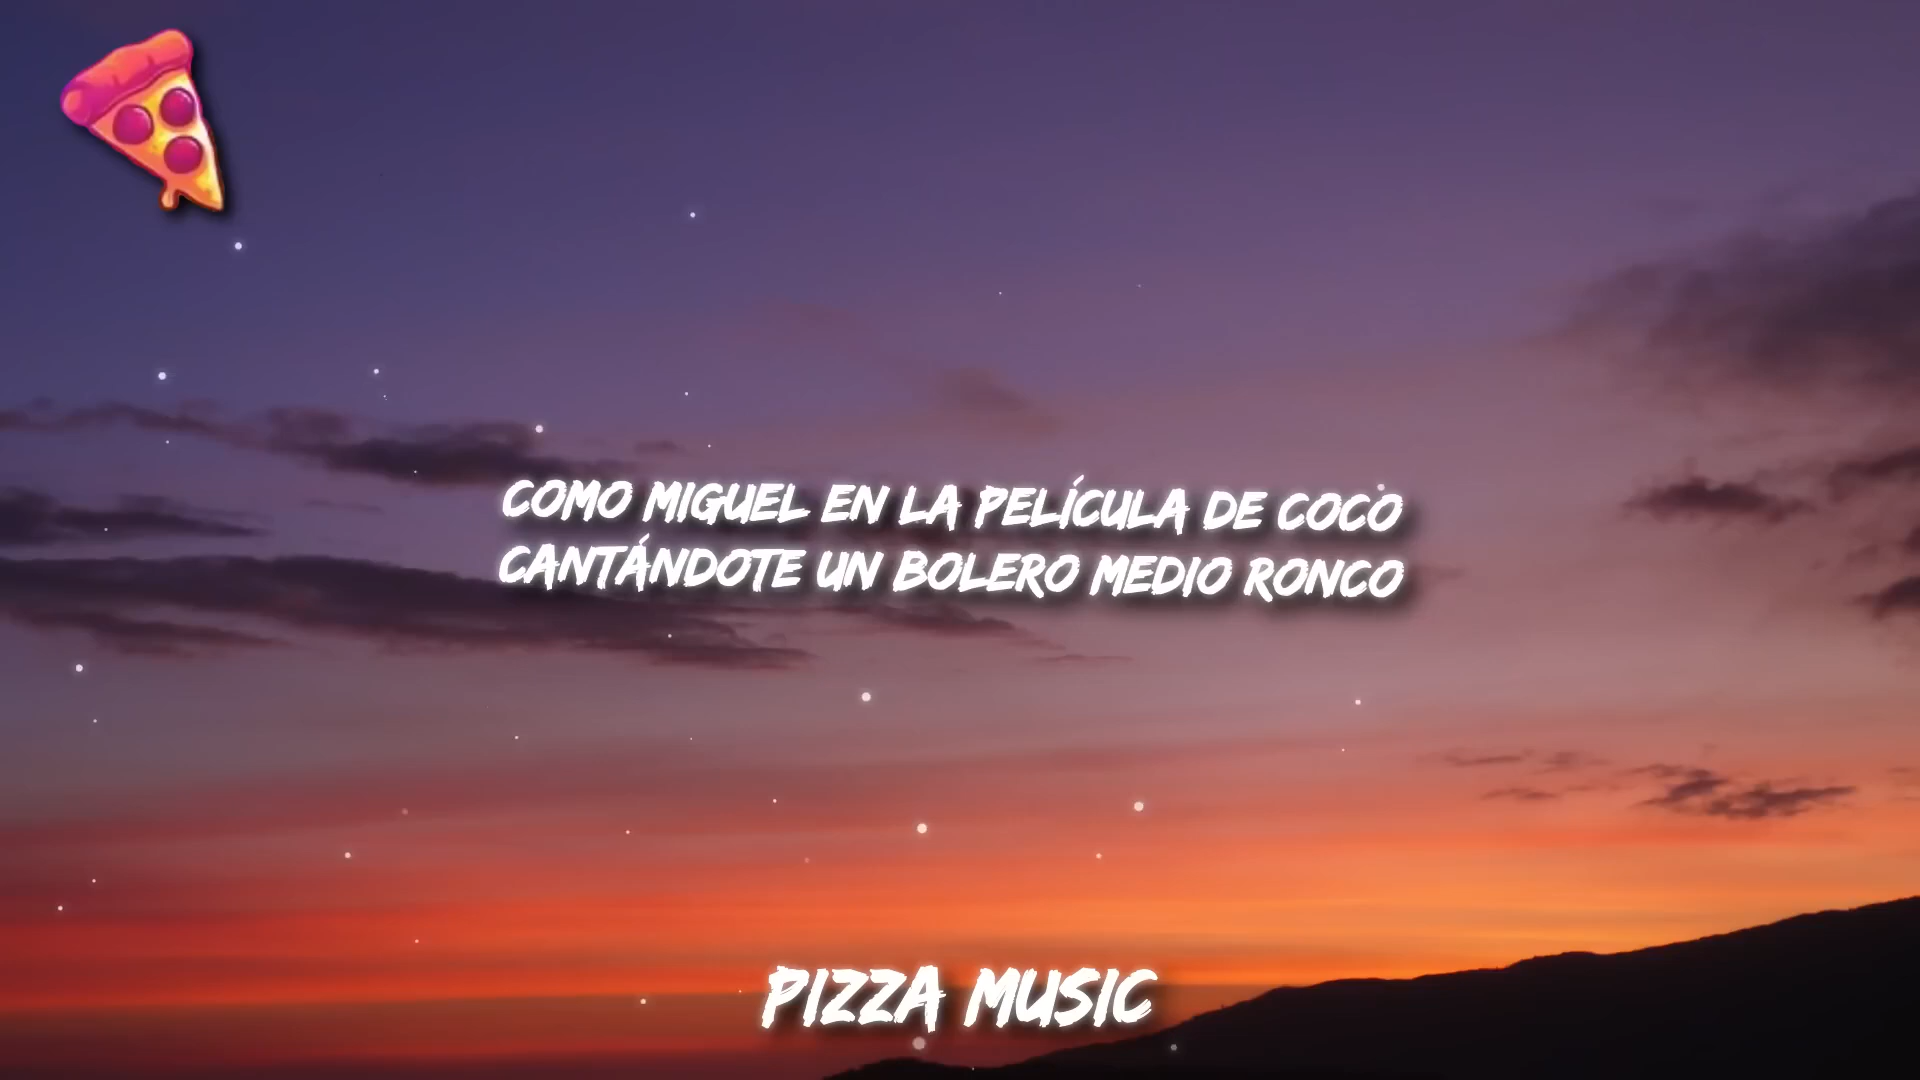 COMO MIGUEL EN LA PELÍCULA DE COCO
CANTÁNDOTE UN BOLERO MEDIO RONCO
PIZZA MUSIC